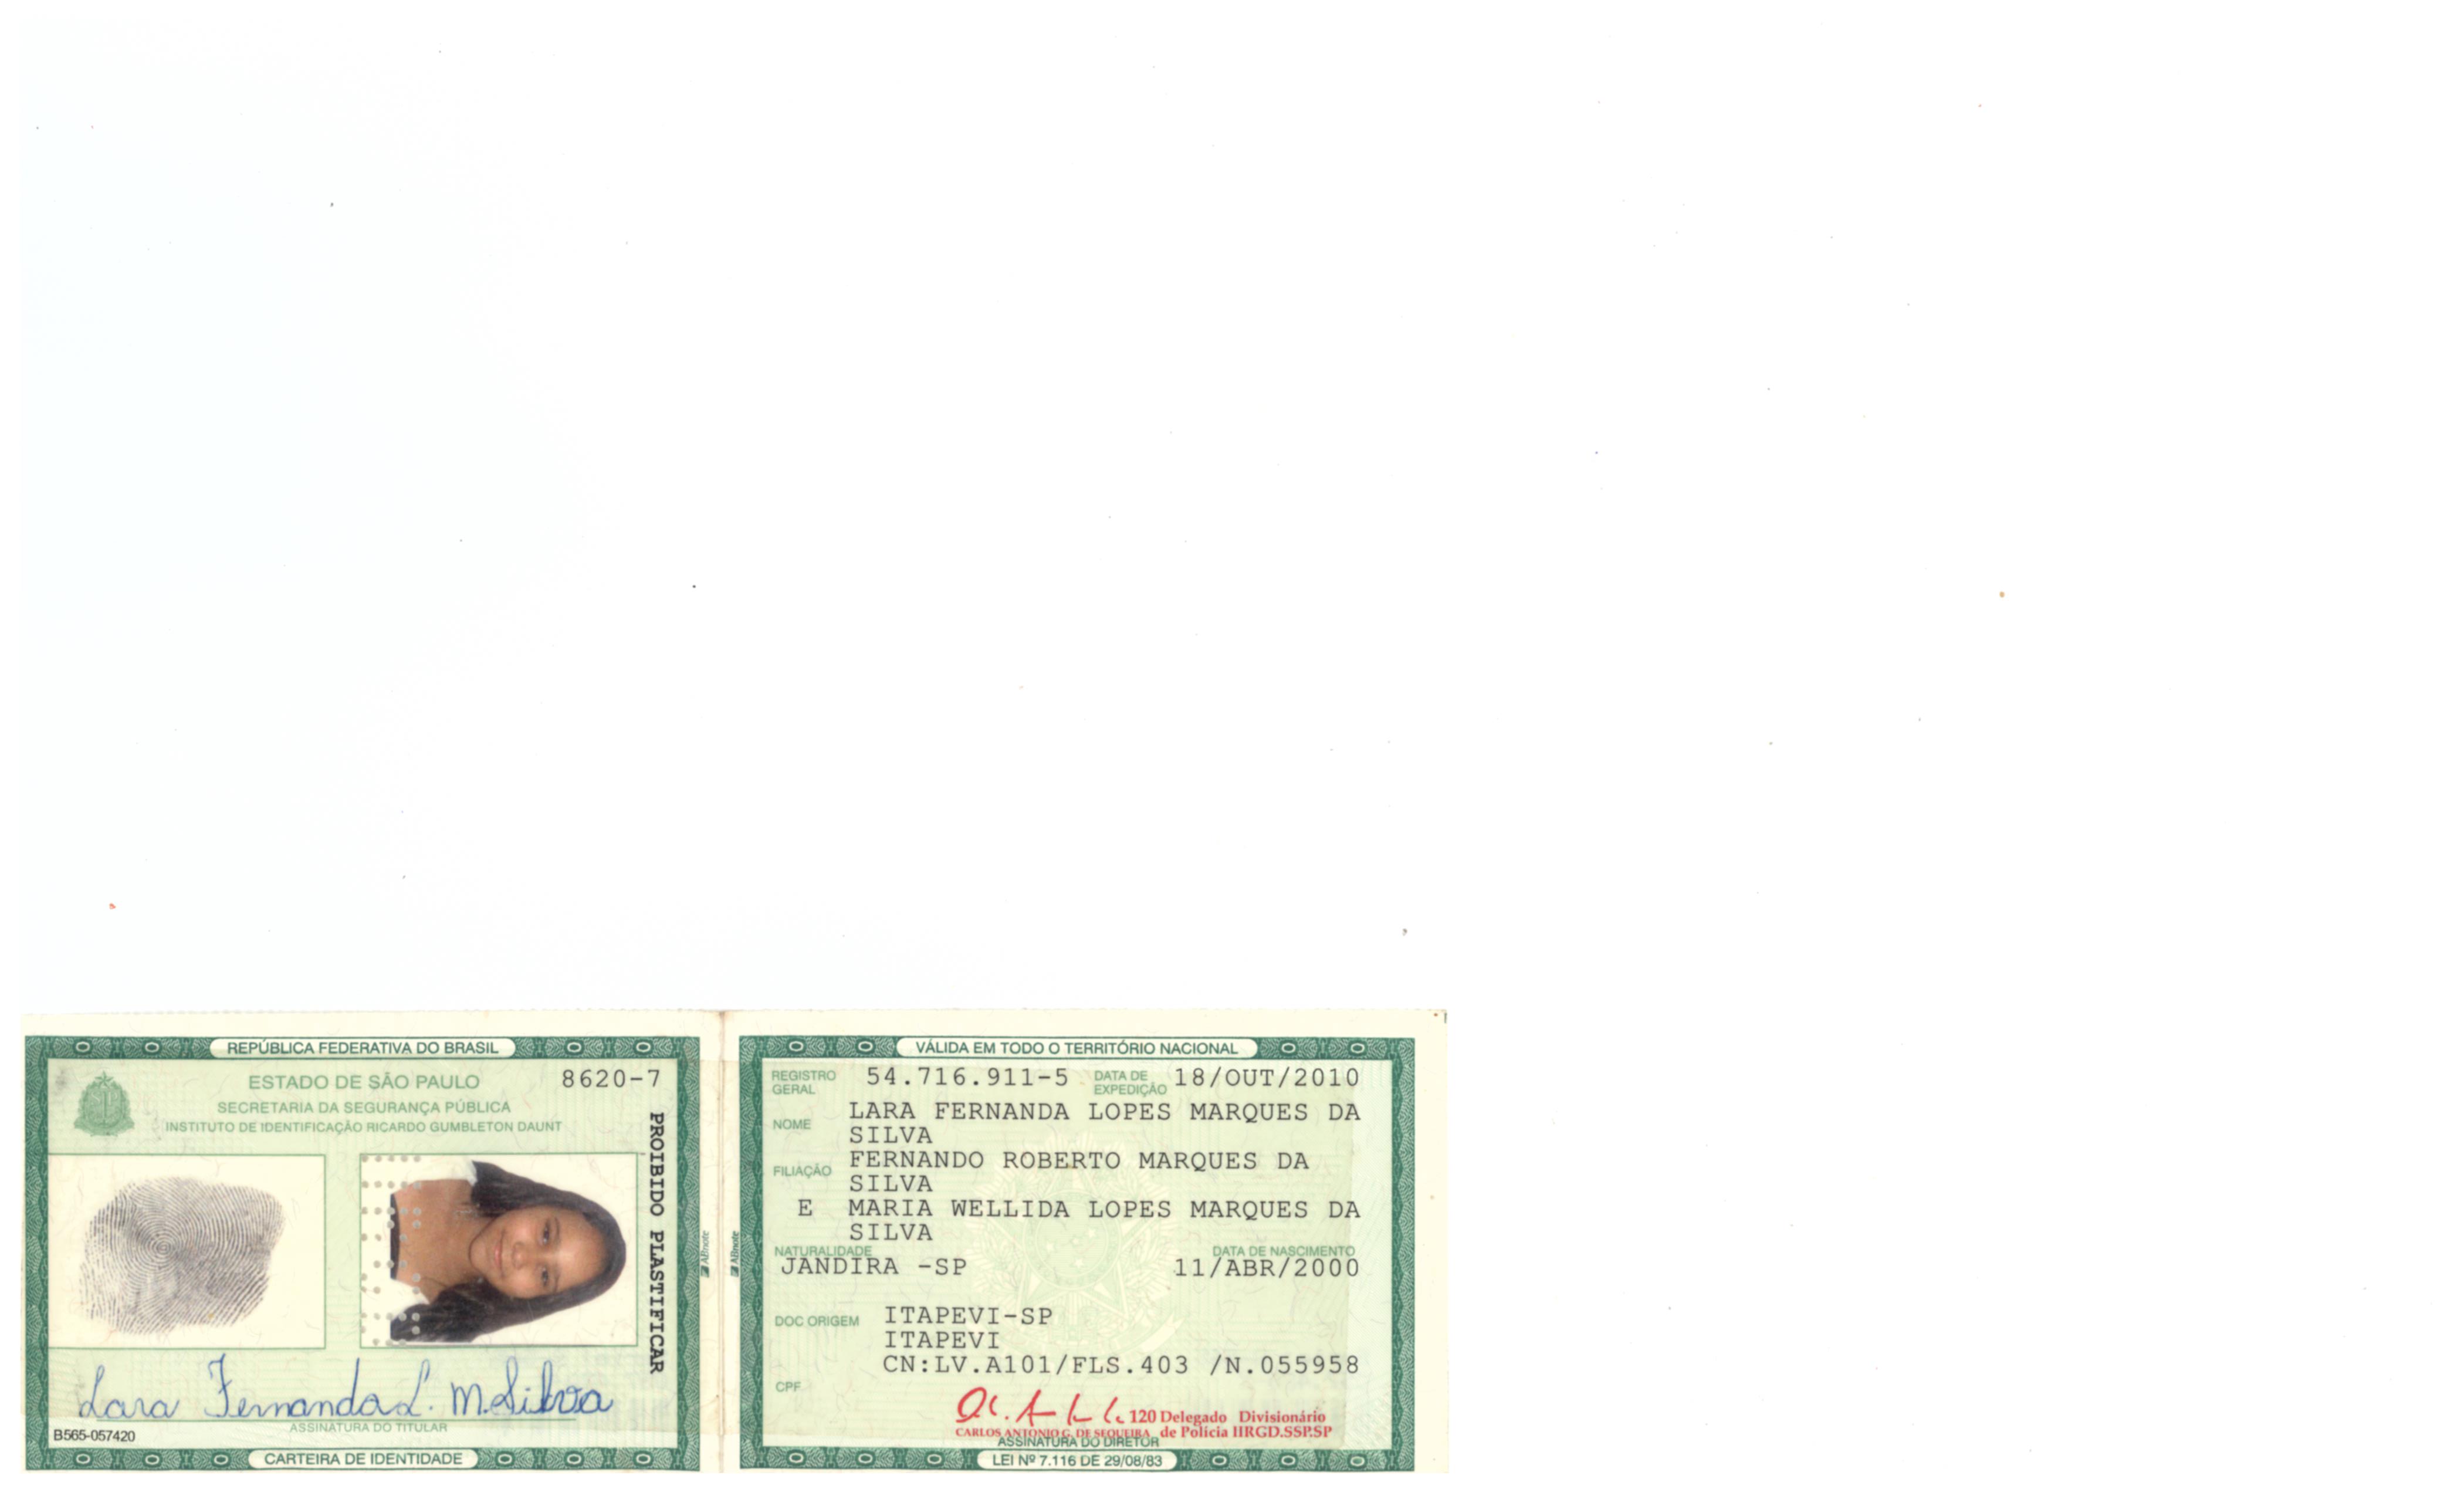 REPÚBLICA FEDERATIVA DO BRASIL
ESTADO DE SÃO PAULO
8620-7
SECRETARIA DA SEGURANÇA PÚBLICA
INSTITUTO DE IDENTIFICAÇÃO RICARDO GUMBLETON DAUNT
PROIBIDO PLASTIFICAR
Lara Fernanda L. M. Silva
ASSINATURA DO TITULAR
B565-057420
CARTEIRA DE IDENTIDADE
ABnote
ABnote
VÁLIDA EM TODO O TERRITÓRIO NACIONAL
REGISTRO GERAL 54.716.911-5 DATA DE EXPEDIÇÃO 18/OUT/2010
NOME LARA FERNANDA LOPES MARQUES DA
SILVA
FILIAÇÃO FERNANDO ROBERTO MARQUES DA
SILVA
E MARIA WELLIDA LOPES MARQUES DA
SILVA
NATURALIDADE DATA DE NASCIMENTO
JANDIRA -SP 11/ABR/2000
DOC ORIGEM ITAPEVI-SP
ITAPEVI
CN:LV.A101/FLS.403 /N.055958
CPF
120 Delegado Divisionário
CARLOS ANTONIO G. DE SEQUEIRA de Polícia IIRGD.SSP.SP
ASSINATURA DO DIRETOR
LEI Nº 7.116 DE 29/08/83